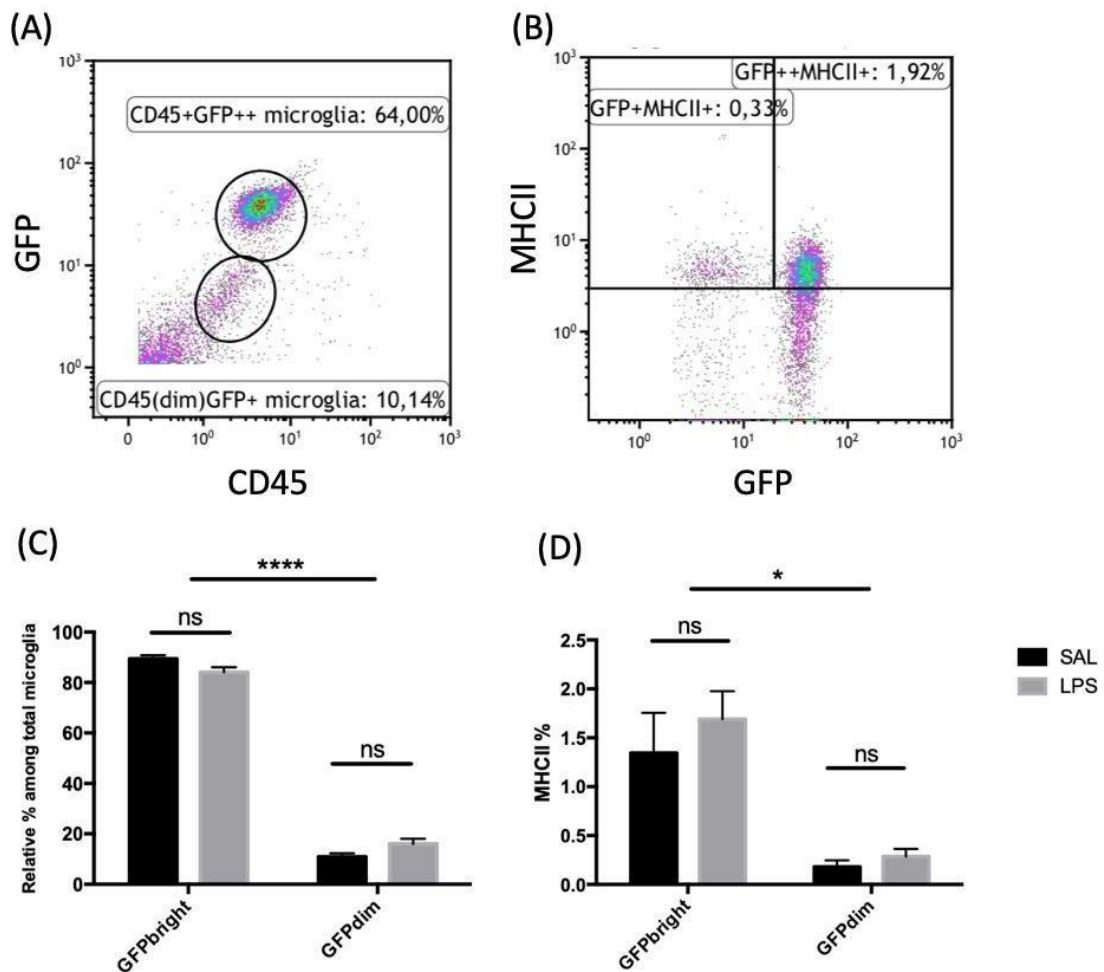 (A)
10³
CD45+GFP++ microglia: 64,00%
10²
GFP
10¹
10⁰
CD45(dim)GFP+ microglia: 10,14%
0 10⁰ 10¹ 10² 10³
CD45
(B)
10³
GFP++MHCII+: 1,92%
GFP+MHCII+: 0,33%
10²
MHCII
10¹
10⁰
10⁰ 10¹ 10² 10³
GFP
(C)
****
ns
100
80
60
40
20
0
ns
Relative % among total microglia
GFPbright GFPdim
(D)
*
ns
2.5
2.0
1.5
1.0
0.5
0.0
ns
MHCII %
GFPbright GFPdim
SAL
LPS